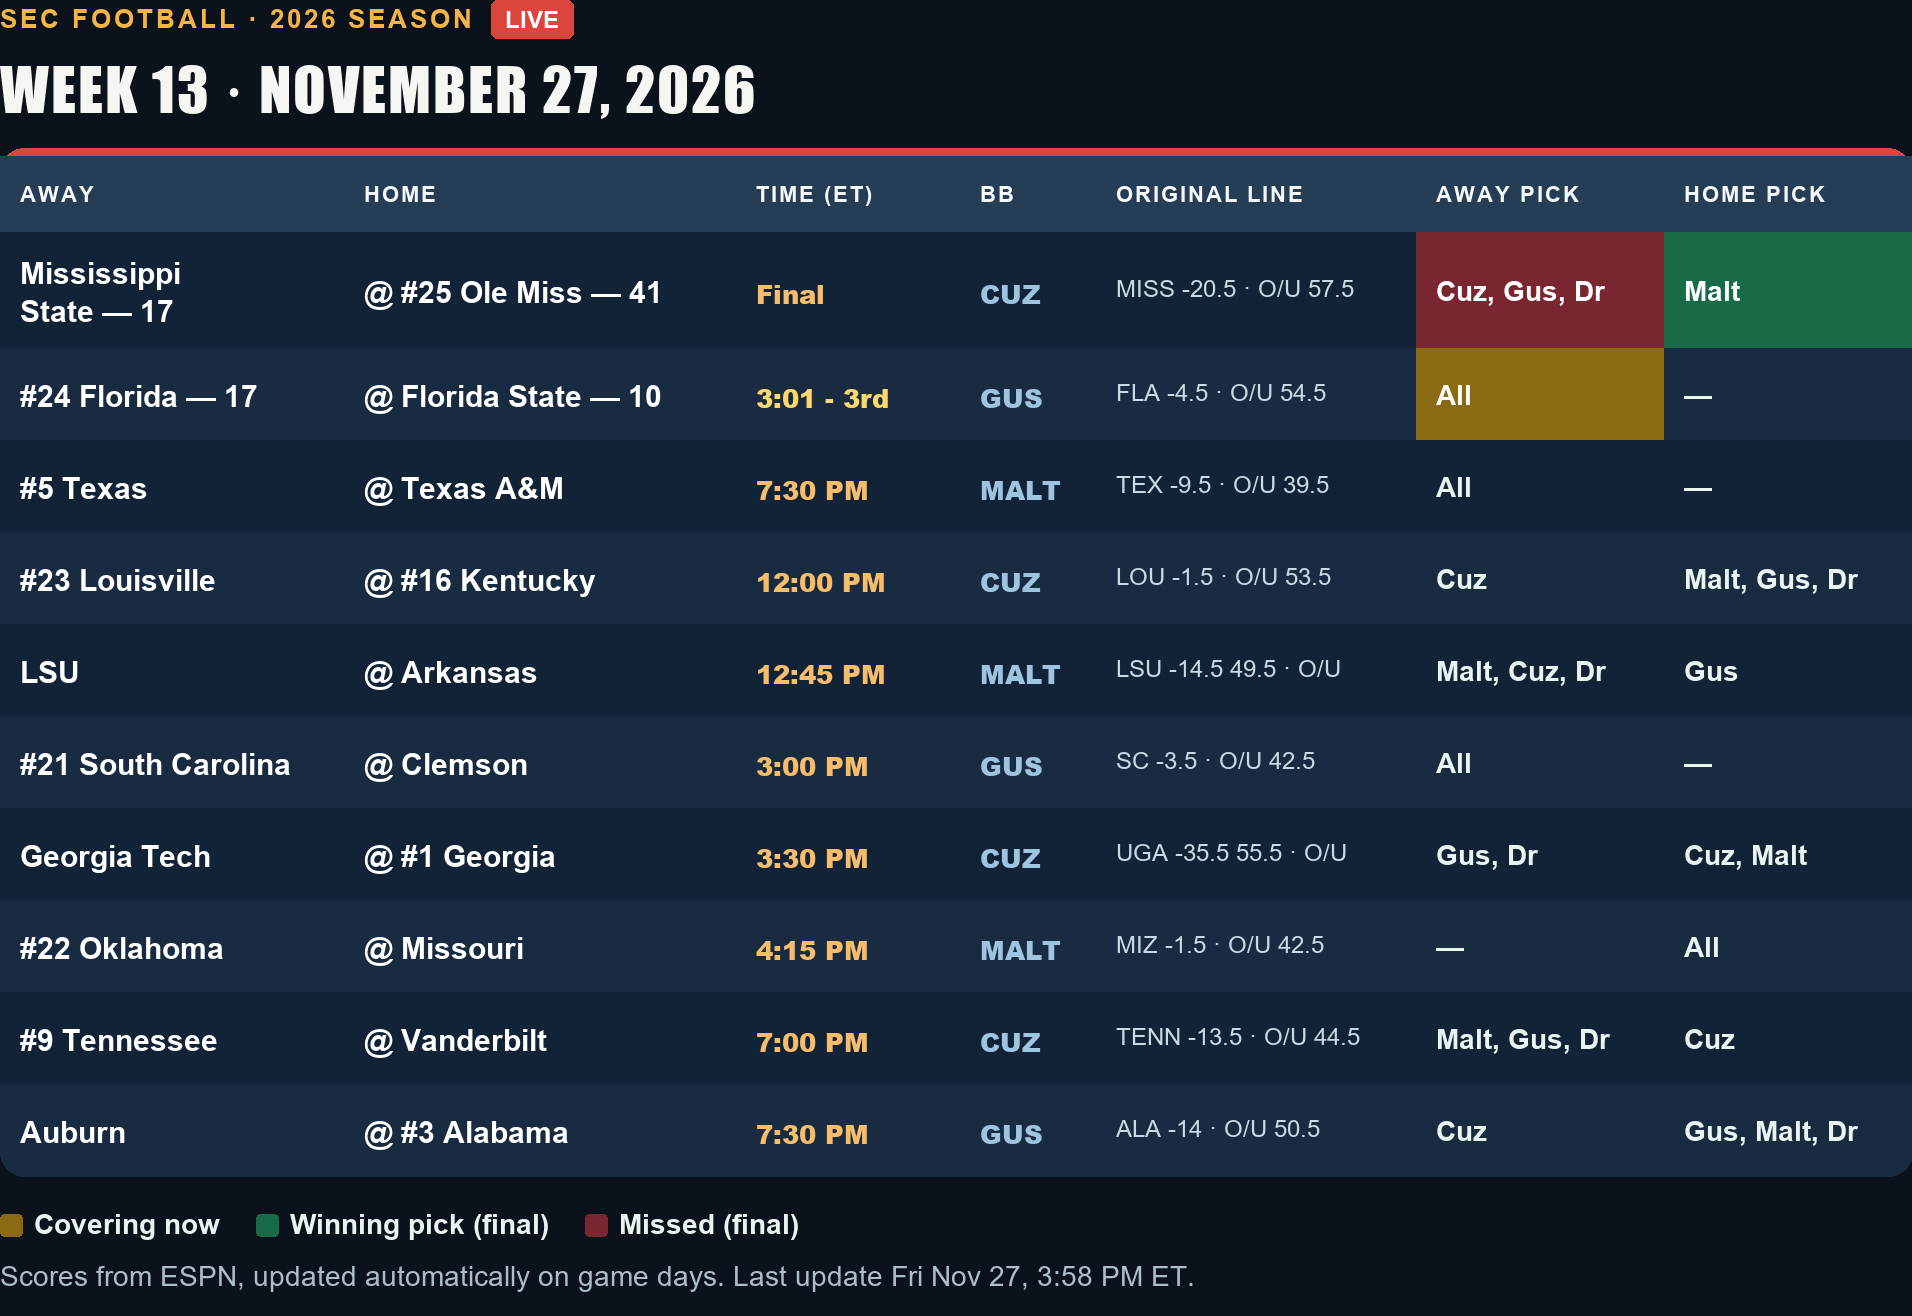 SEC FOOTBALL · 2026 SEASON LIVE
WEEK 13 · NOVEMBER 27, 2026
AWAY HOME TIME (ET) BB ORIGINAL LINE AWAY PICK HOME PICK
Mississippi
State — 17 @ #25 Ole Miss — 41 Final CUZ MISS -20.5 · O/U 57.5 Cuz, Gus, Dr Malt
#24 Florida — 17 @ Florida State — 10 3:01 - 3rd GUS FLA -4.5 · O/U 54.5 All —
#5 Texas @ Texas A&M 7:30 PM MALT TEX -9.5 · O/U 39.5 All —
#23 Louisville @ #16 Kentucky 12:00 PM CUZ LOU -1.5 · O/U 53.5 Cuz Malt, Gus, Dr
LSU @ Arkansas 12:45 PM MALT LSU -14.5 49.5 · O/U Malt, Cuz, Dr Gus
#21 South Carolina @ Clemson 3:00 PM GUS SC -3.5 · O/U 42.5 All —
Georgia Tech @ #1 Georgia 3:30 PM CUZ UGA -35.5 55.5 · O/U Gus, Dr Cuz, Malt
#22 Oklahoma @ Missouri 4:15 PM MALT MIZ -1.5 · O/U 42.5 — All
#9 Tennessee @ Vanderbilt 7:00 PM CUZ TENN -13.5 · O/U 44.5 Malt, Gus, Dr Cuz
Auburn @ #3 Alabama 7:30 PM GUS ALA -14 · O/U 50.5 Cuz Gus, Malt, Dr
Covering now Winning pick (final) Missed (final)
Scores from ESPN, updated automatically on game days. Last update Fri Nov 27, 3:58 PM ET.